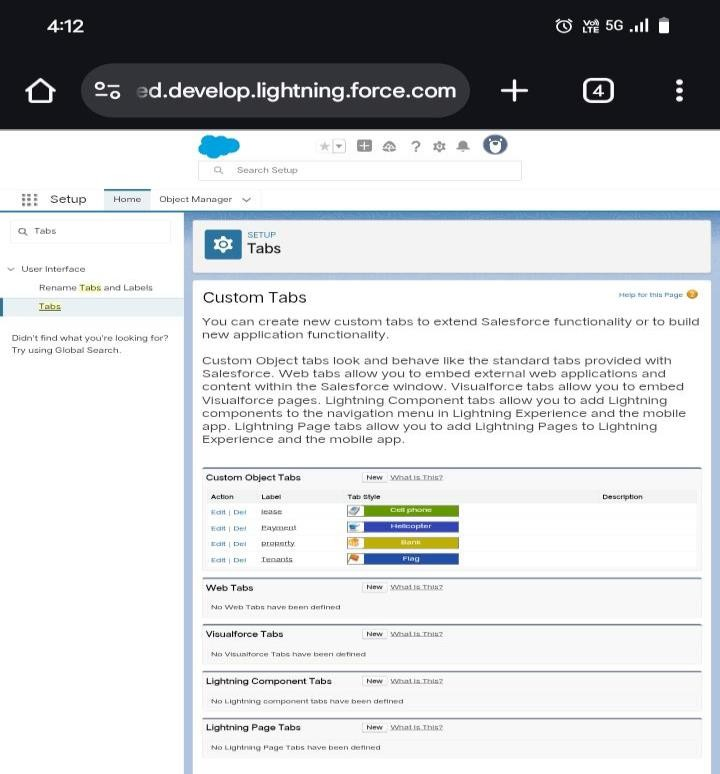 4:12
Vo) LTE 5G
ed.develop.lightning.force.com
4
Search Setup
Setup Home Object Manager
Tabs
User Interface
Rename Tabs and Labels
Tabs
Didn't find what you're looking for?
Try using Global Search.
SETUP
Tabs
Custom Tabs
Help for this Page ?
You can create new custom tabs to extend Salesforce functionality or to build
new application functionality.
Custom Object tabs look and behave like the standard tabs provided with
Salesforce. Web tabs allow you to embed external web applications and
content within the Salesforce window. Visualforce tabs allow you to embed
Visualforce pages. Lightning Component tabs allow you to add Lightning
components to the navigation menu in Lightning Experience and the mobile
app. Lightning Page tabs allow you to add Lightning Pages to Lightning
Experience and the mobile app.
Custom Object Tabs New What Is This?
Action Label Tab Style Description
Edit | Del lease Cell phone
Edit | Del Payment Helicopter
Edit | Del property Bank
Edit | Del Tenants Flag
Web Tabs New What Is This?
No Web Tabs have been defined
Visualforce Tabs New What Is This?
No Visualforce Tabs have been defined
Lightning Component Tabs New What Is This?
No Lightning component tabs have been defined
Lightning Page Tabs New What Is This?
No Lightning Page Tabs have been defined